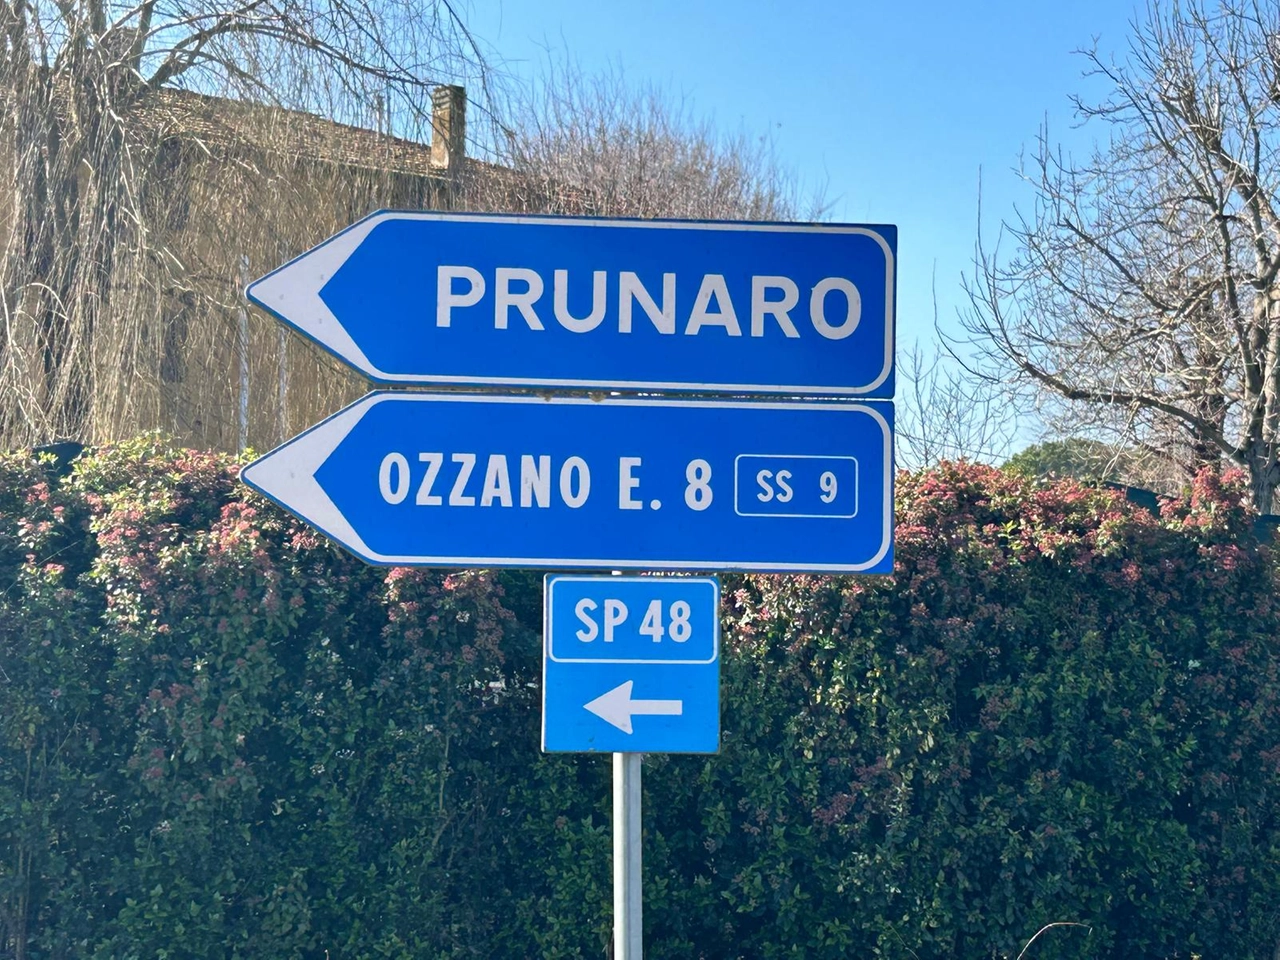 PRUNARO
OZZANO E. 8 SS 9
SP 48